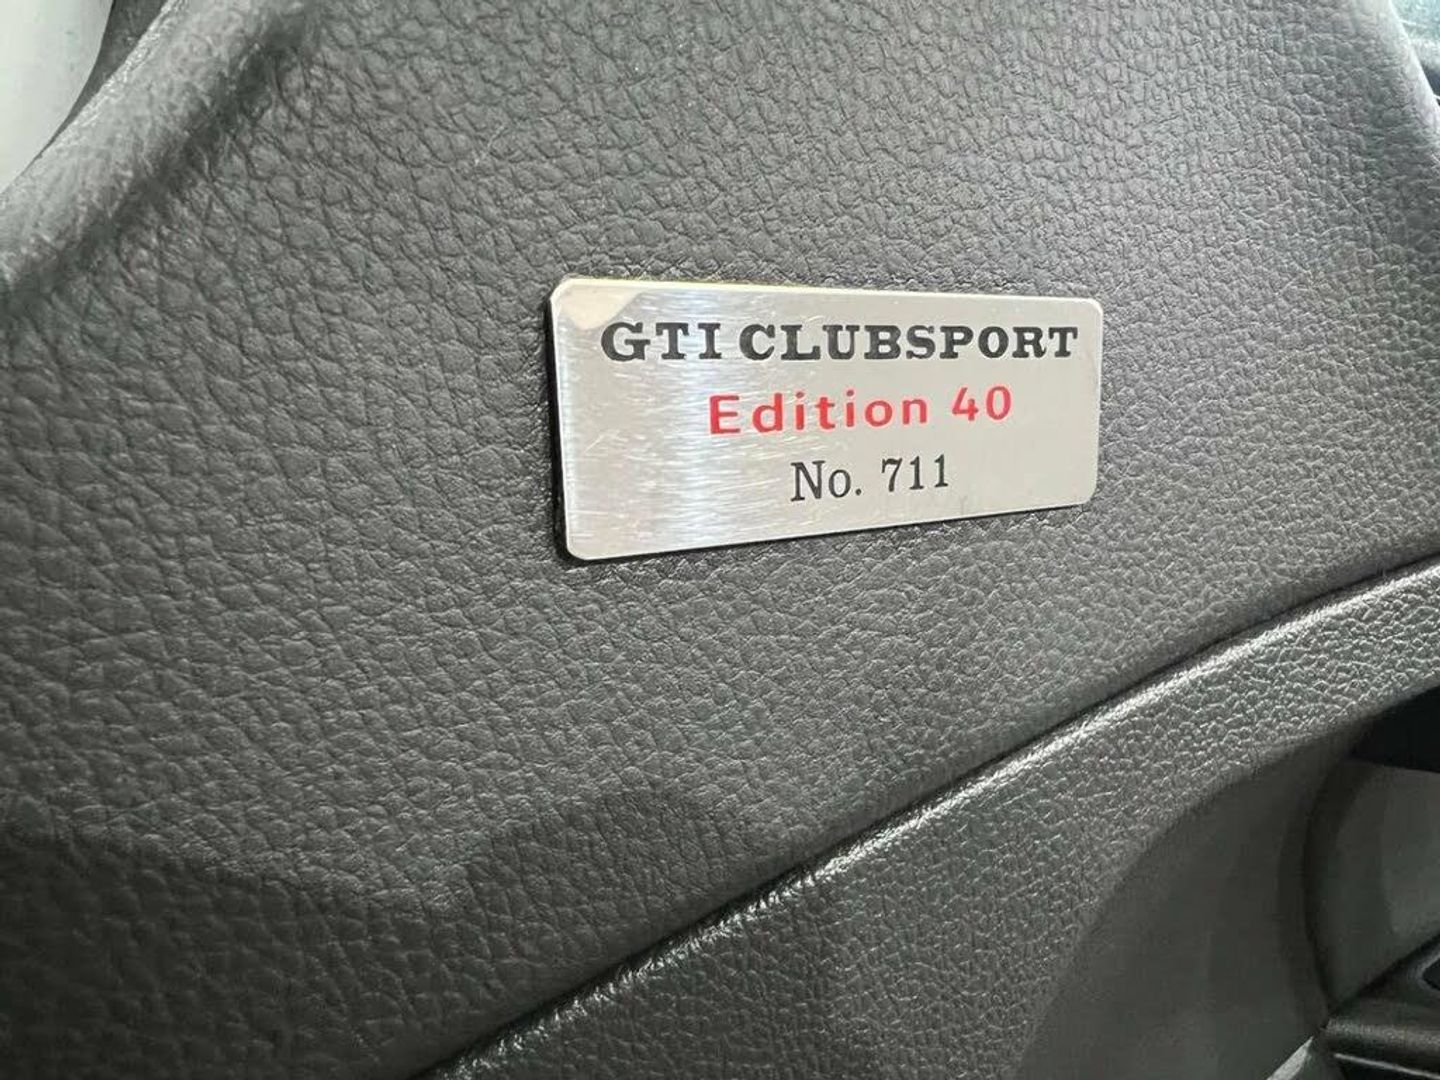 GTI CLUBSPORT
Edition 40
No. 711